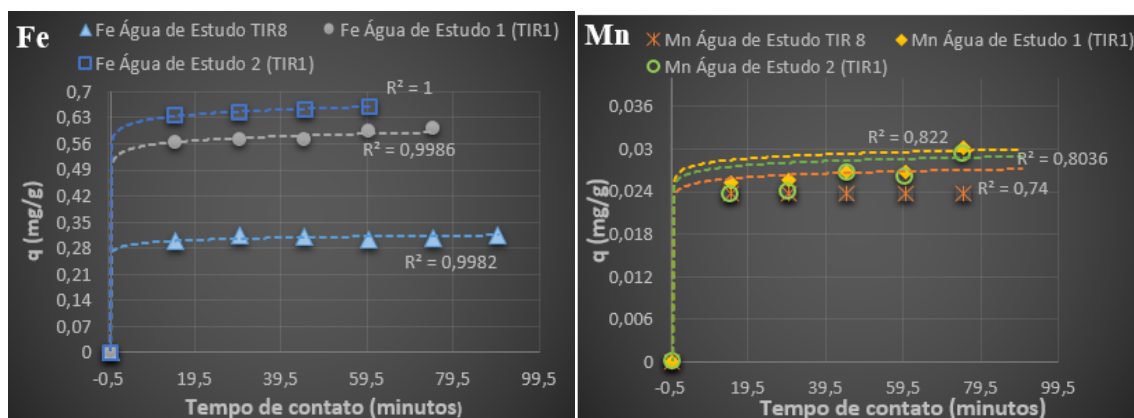 Fe
Fe Água de Estudo TIR8
Fe Água de Estudo 1 (TIR1)
Fe Água de Estudo 2 (TIR1)
q (mg/g)
0,7
0,63
0,56
0,49
0,42
0,35
0,28
0,21
0,14
0,07
0
R² = 1
R² = 0,9986
R² = 0,9982
-0,5
19,5
39,5
59,5
79,5
99,5
Tempo de contato (minutos)
Mn
Mn Água de Estudo TIR 8
Mn Água de Estudo 1 (TIR1)
Mn Água de Estudo 2 (TIR1)
q (mg/g)
0,036
0,03
0,024
0,018
0,012
0,006
0
R² = 0,822
R² = 0,8036
R² = 0,74
-0,5
19,5
39,5
59,5
79,5
99,5
Tempo de contato (minutos)